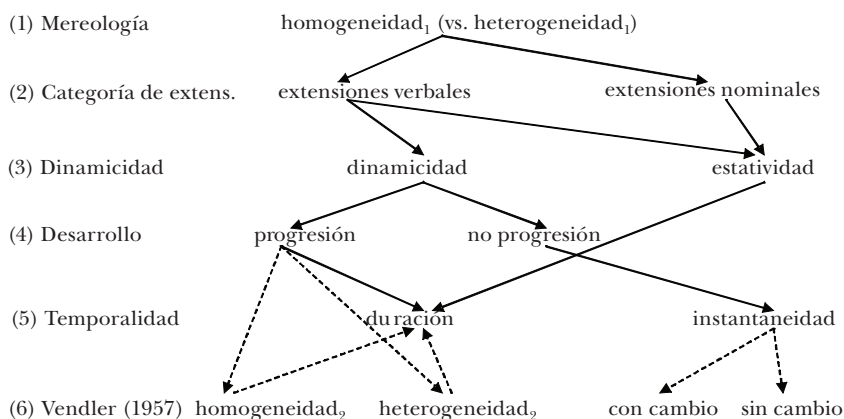 (1) Mereología homogeneidad₁ (vs. heterogeneidad₁)
(2) Categoría de extens. extensiones verbales extensiones nominales
(3) Dinamicidad dinamicidad estatividad
(4) Desarrollo progresión no progresión
(5) Temporalidad duración instantaneidad
(6) Vendler (1957) homogeneidad₂ heterogeneidad₂ con cambio sin cambio